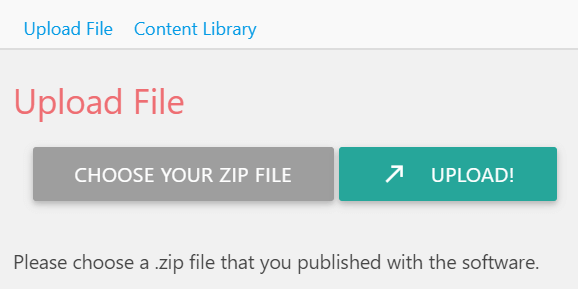 Upload File Content Library
Upload File
CHOOSE YOUR ZIP FILE UPLOAD!
Please choose a .zip file that you published with the software.